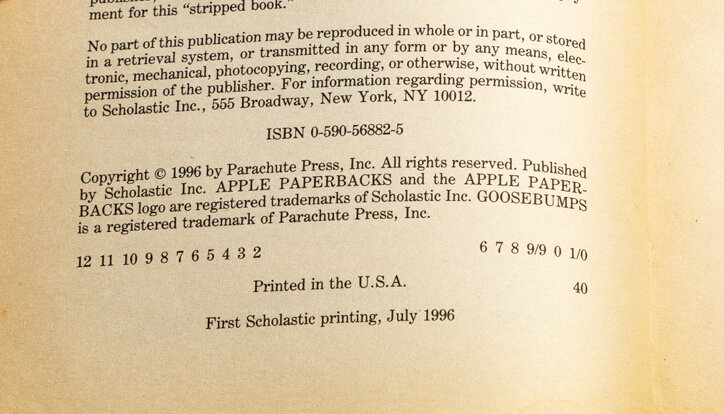 ment for this “stripped book.”
No part of this publication may be reproduced in whole or in part, or stored
in a retrieval system, or transmitted in any form or by any means, elec-
tronic, mechanical, photocopying, recording, or otherwise, without written
permission of the publisher. For information regarding permission, write
to Scholastic Inc., 555 Broadway, New York, NY 10012.
ISBN 0-590-56882-5
Copyright © 1996 by Parachute Press, Inc. All rights reserved. Published
by Scholastic Inc. APPLE PAPERBACKS and the APPLE PAPER-
BACKS logo are registered trademarks of Scholastic Inc. GOOSEBUMPS
is a registered trademark of Parachute Press, Inc.
12 11 10 9 8 7 6 5 4 3 2 6 7 8 9/9 0 1/0
Printed in the U.S.A. 40
First Scholastic printing, July 1996